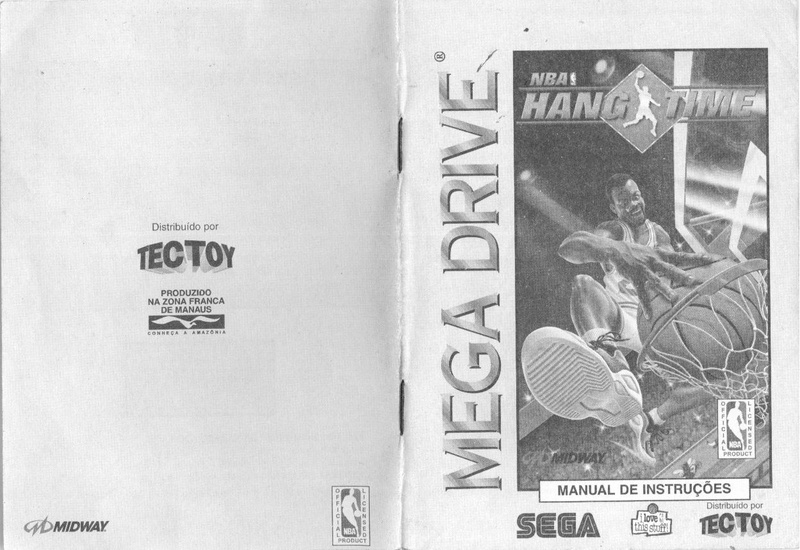 Distribuído por
TECTOY
PRODUZIDO
NA ZONA FRANCA
DE MANAUS
CONHEÇA A AMAZÔNIA
MIDWAY
OFFICIAL
LICENSED
NBA
PRODUCT
MEGA DRIVE®
NBA
HANG TIME
MIDWAY
OFFICIAL
LICENSED
NBA
PRODUCT
MANUAL DE INSTRUÇÕES
SEGA
i love
this stuff!
Distribuído por
TECTOY